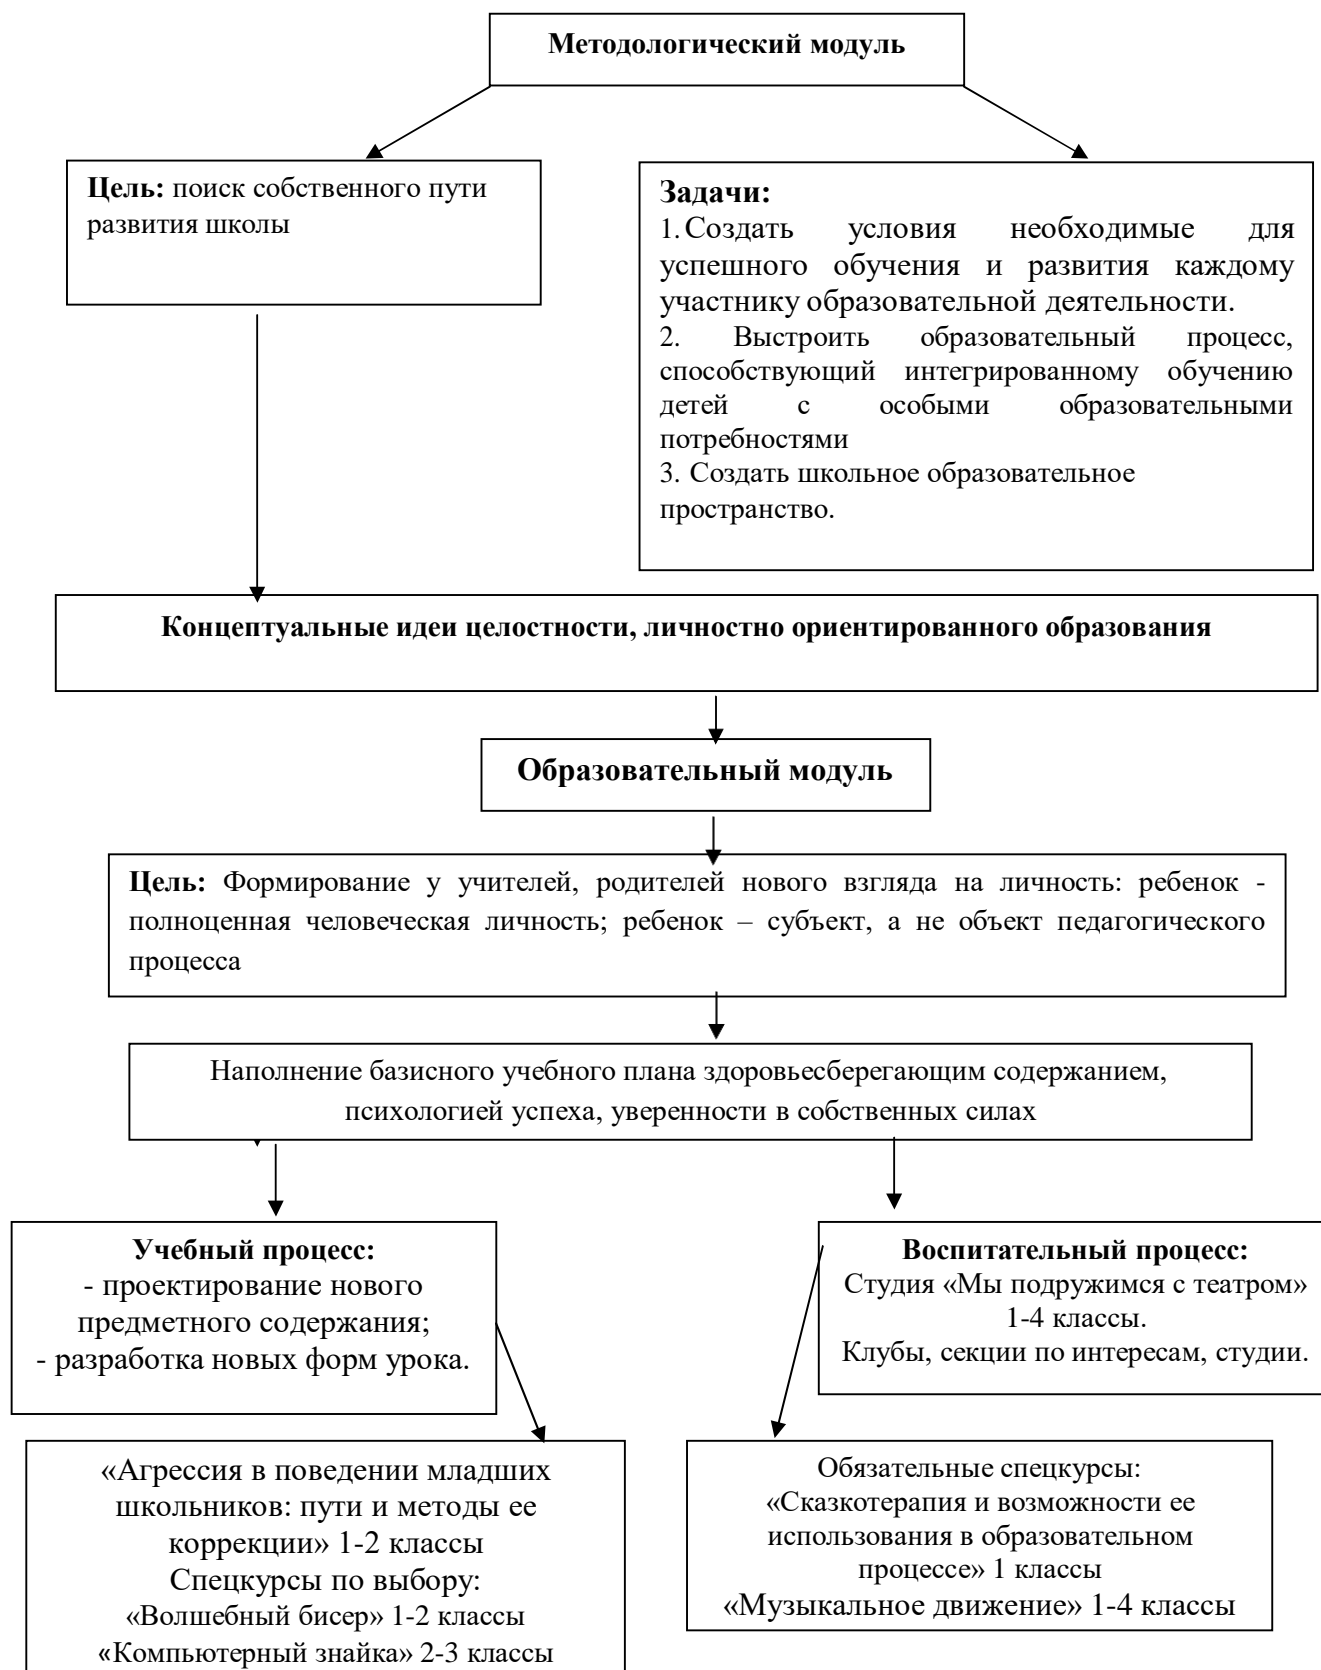 Методологический модуль
Цель: поиск собственного пути
развития школы
Задачи:
1. Создать условия необходимые для
успешного обучения и развития каждому
участнику образовательной деятельности.
2. Выстроить образовательный процесс,
способствующий интегрированному обучению
детей с особыми образовательными
потребностями
3. Создать школьное образовательное
пространство.
Концептуальные идеи целостности, личностно ориентированного образования
Образовательный модуль
Цель: Формирование у учителей, родителей нового взгляда на личность: ребенок -
полноценная человеческая личность; ребенок – субъект, а не объект педагогического
процесса
Наполнение базисного учебного плана здоровьесберегающим содержанием,
психологией успеха, уверенности в собственных силах
Учебный процесс:
- проектирование нового
предметного содержания;
- разработка новых форм урока.
Воспитательный процесс:
Студия «Мы подружимся с театром»
1-4 классы.
Клубы, секции по интересам, студии.
«Агрессия в поведении младших
школьников: пути и методы ее
коррекции» 1-2 классы
Спецкурсы по выбору:
«Волшебный бисер» 1-2 классы
«Компьютерный знайка» 2-3 классы
Обязательные спецкурсы:
«Сказкотерапия и возможности ее
использования в образовательном
процессе» 1 классы
«Музыкальное движение» 1-4 классы